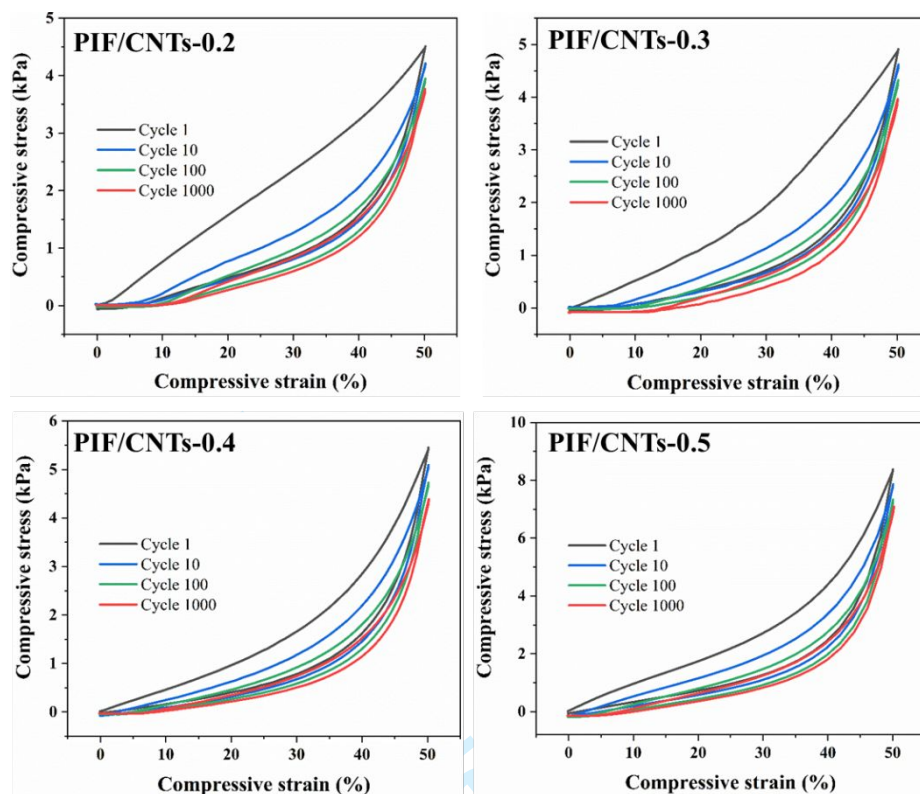 PIF/CNTs-0.2
Compressive stress (kPa)
5
4
3
2
1
0
Cycle 1
Cycle 10
Cycle 100
Cycle 1000
0 10 20 30 40 50
Compressive strain (%)
PIF/CNTs-0.3
Compressive stress (kPa)
5
4
3
2
1
0
Cycle 1
Cycle 10
Cycle 100
Cycle 1000
0 10 20 30 40 50
Compressive strain (%)
PIF/CNTs-0.4
Compressive stress (kPa)
6
5
4
3
2
1
0
Cycle 1
Cycle 10
Cycle 100
Cycle 1000
0 10 20 30 40 50
Compressive strain (%)
PIF/CNTs-0.5
Compressive stress (kPa)
10
8
6
4
2
0
Cycle 1
Cycle 10
Cycle 100
Cycle 1000
0 10 20 30 40 50
Compressive strain (%)